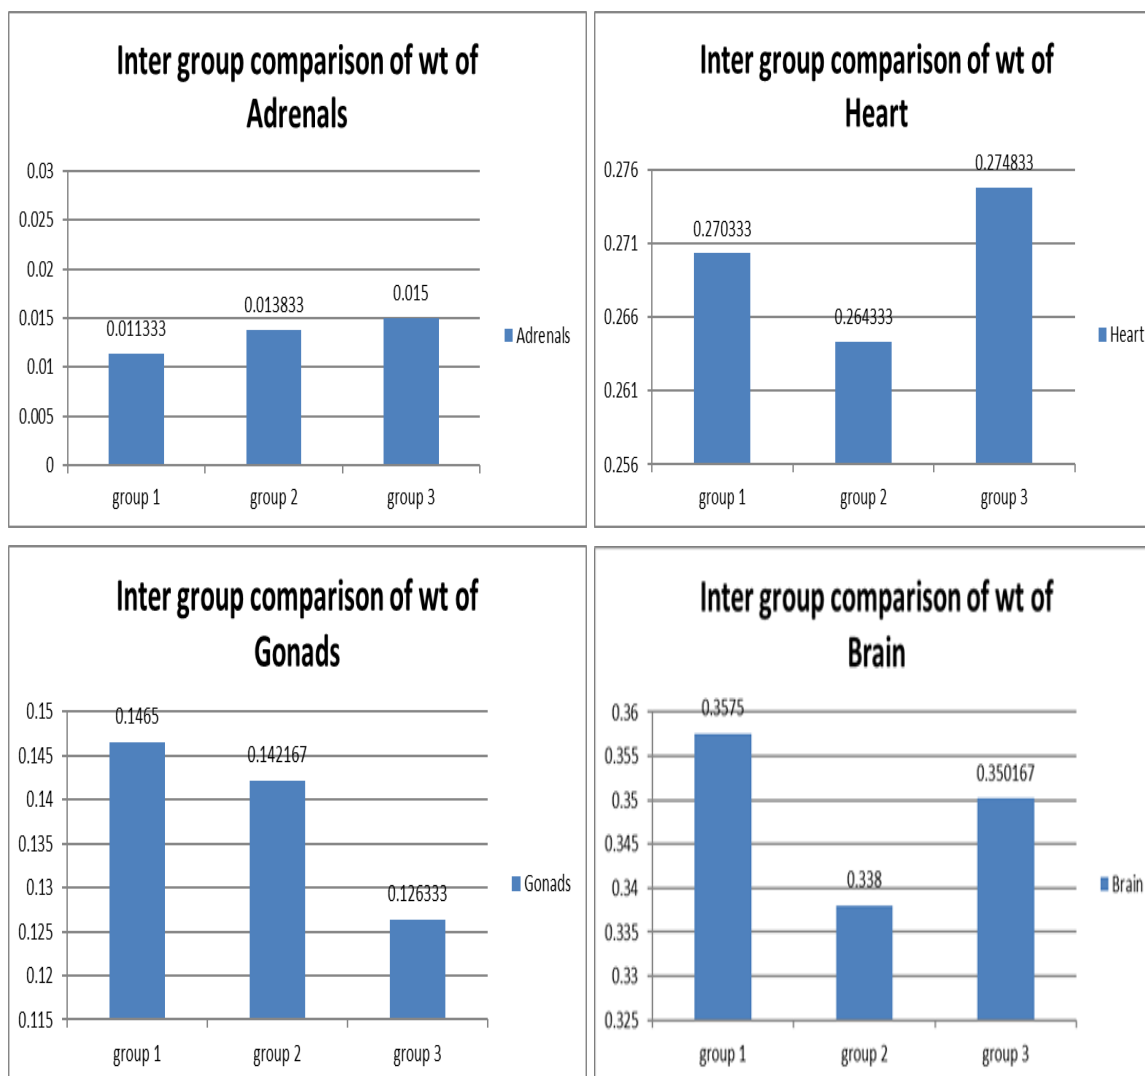 Inter group comparison of wt of
Adrenals
0.03
0.025
0.02
0.015
0.01
0.005
0
0.011333
0.013833
0.015
group 1
group 2
group 3
Adrenals
Inter group comparison of wt of
Heart
0.276
0.271
0.266
0.261
0.256
0.270333
0.264333
0.274833
group 1
group 2
group 3
Heart
Inter group comparison of wt of
Gonads
0.15
0.145
0.14
0.135
0.13
0.125
0.12
0.115
0.1465
0.142167
0.126333
group 1
group 2
group 3
Gonads
Inter group comparison of wt of
Brain
0.36
0.355
0.35
0.345
0.34
0.335
0.33
0.325
0.3575
0.338
0.350167
group 1
group 2
group 3
Brain